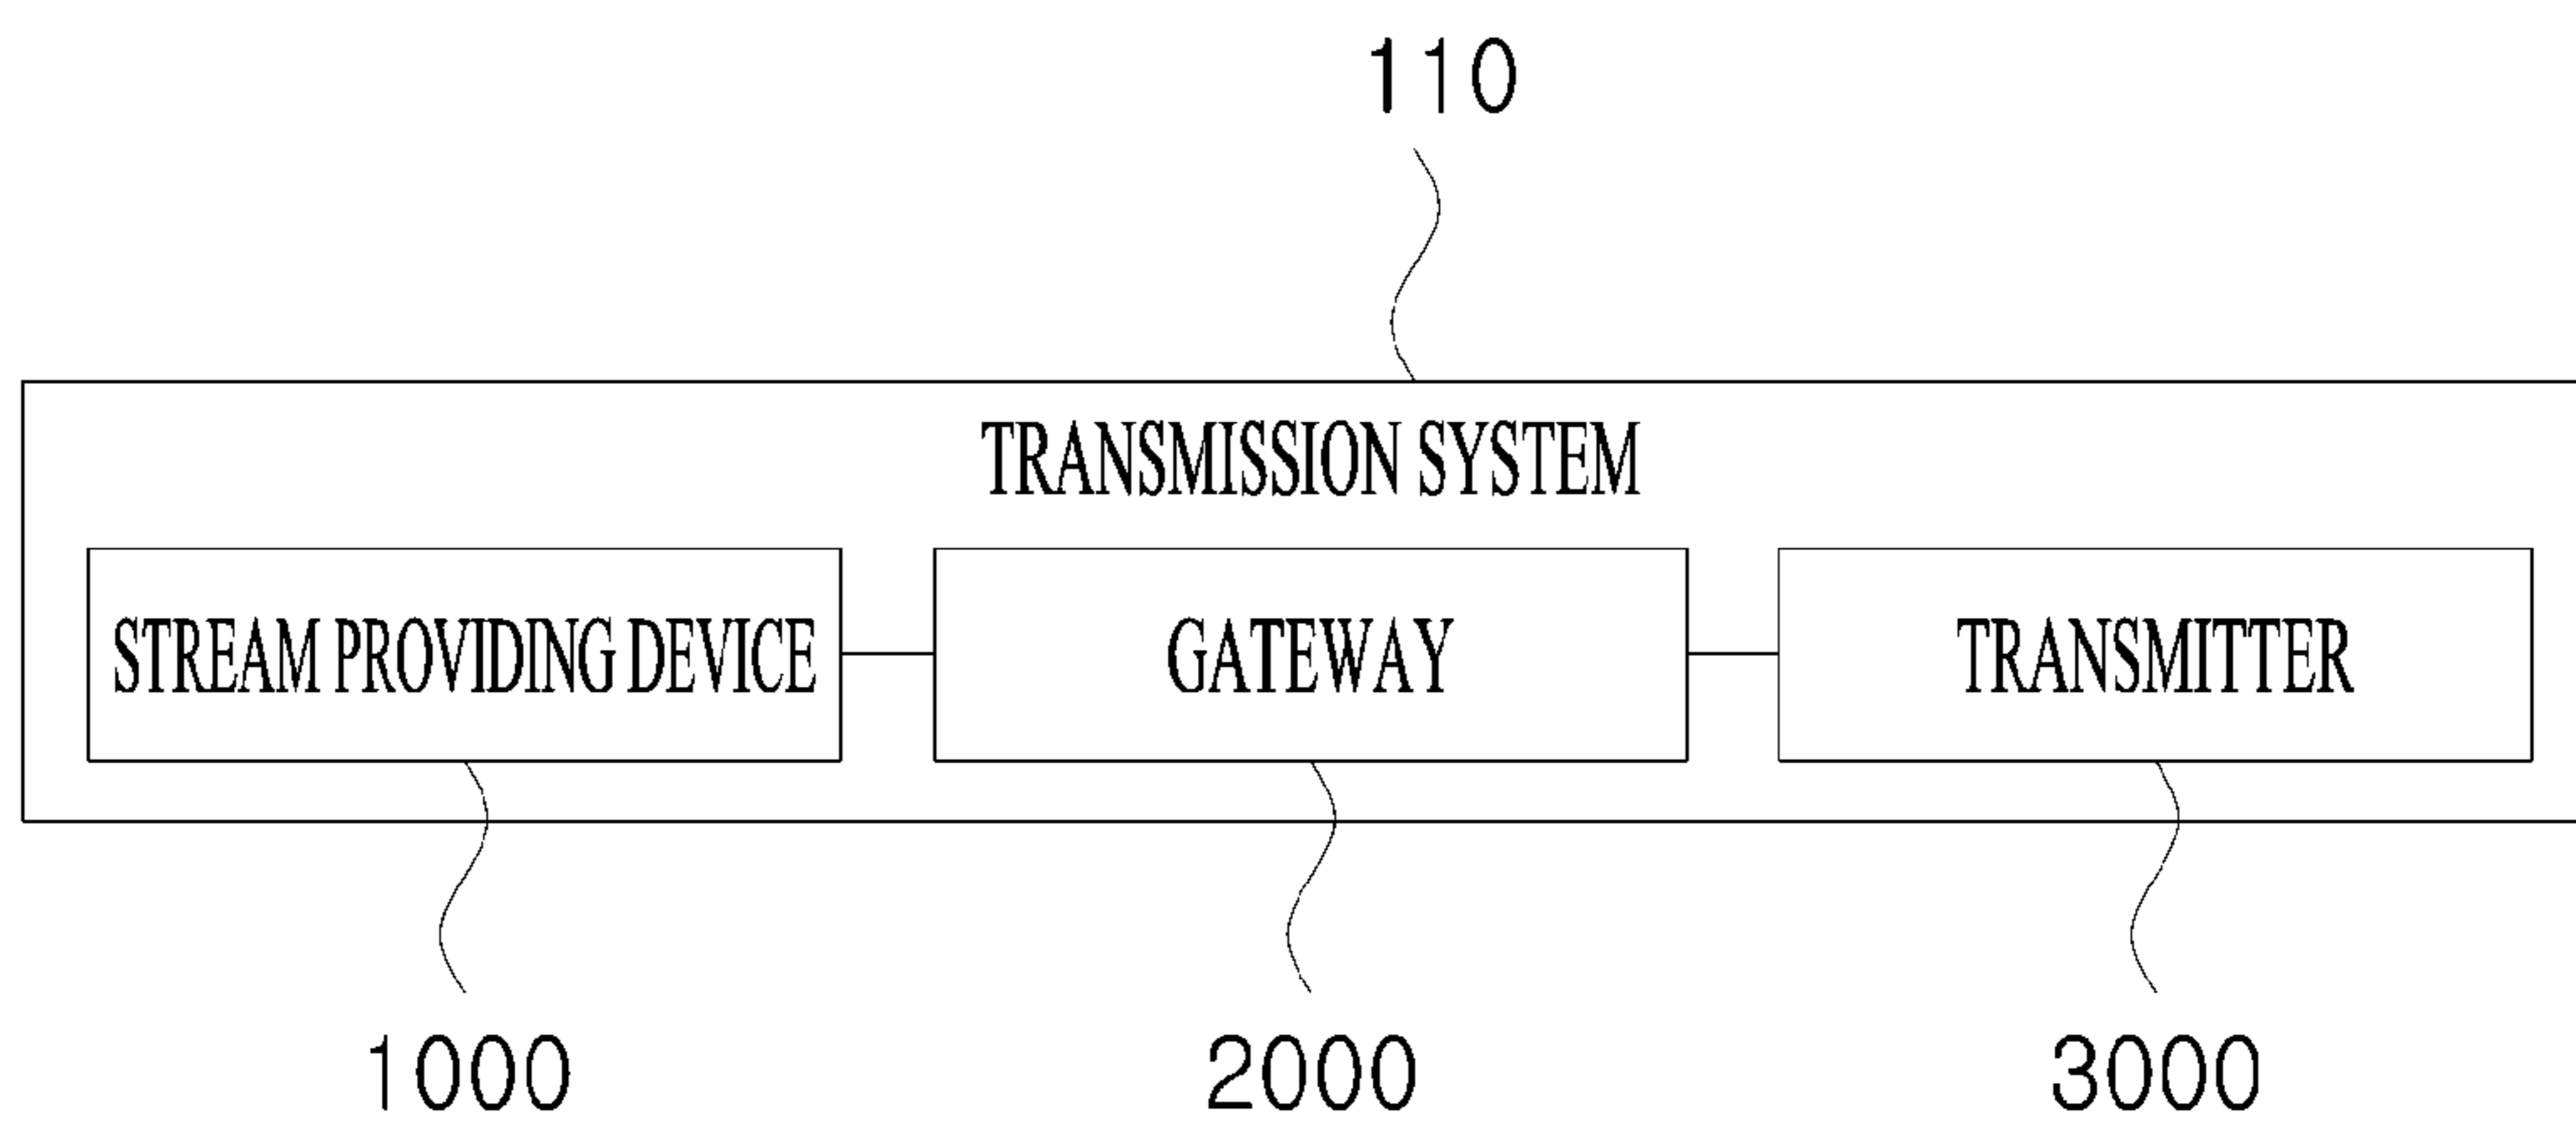 110
TRANSMISSION SYSTEM
STREAM PROVIDING DEVICE
GATEWAY
TRANSMITTER
1000
2000
3000